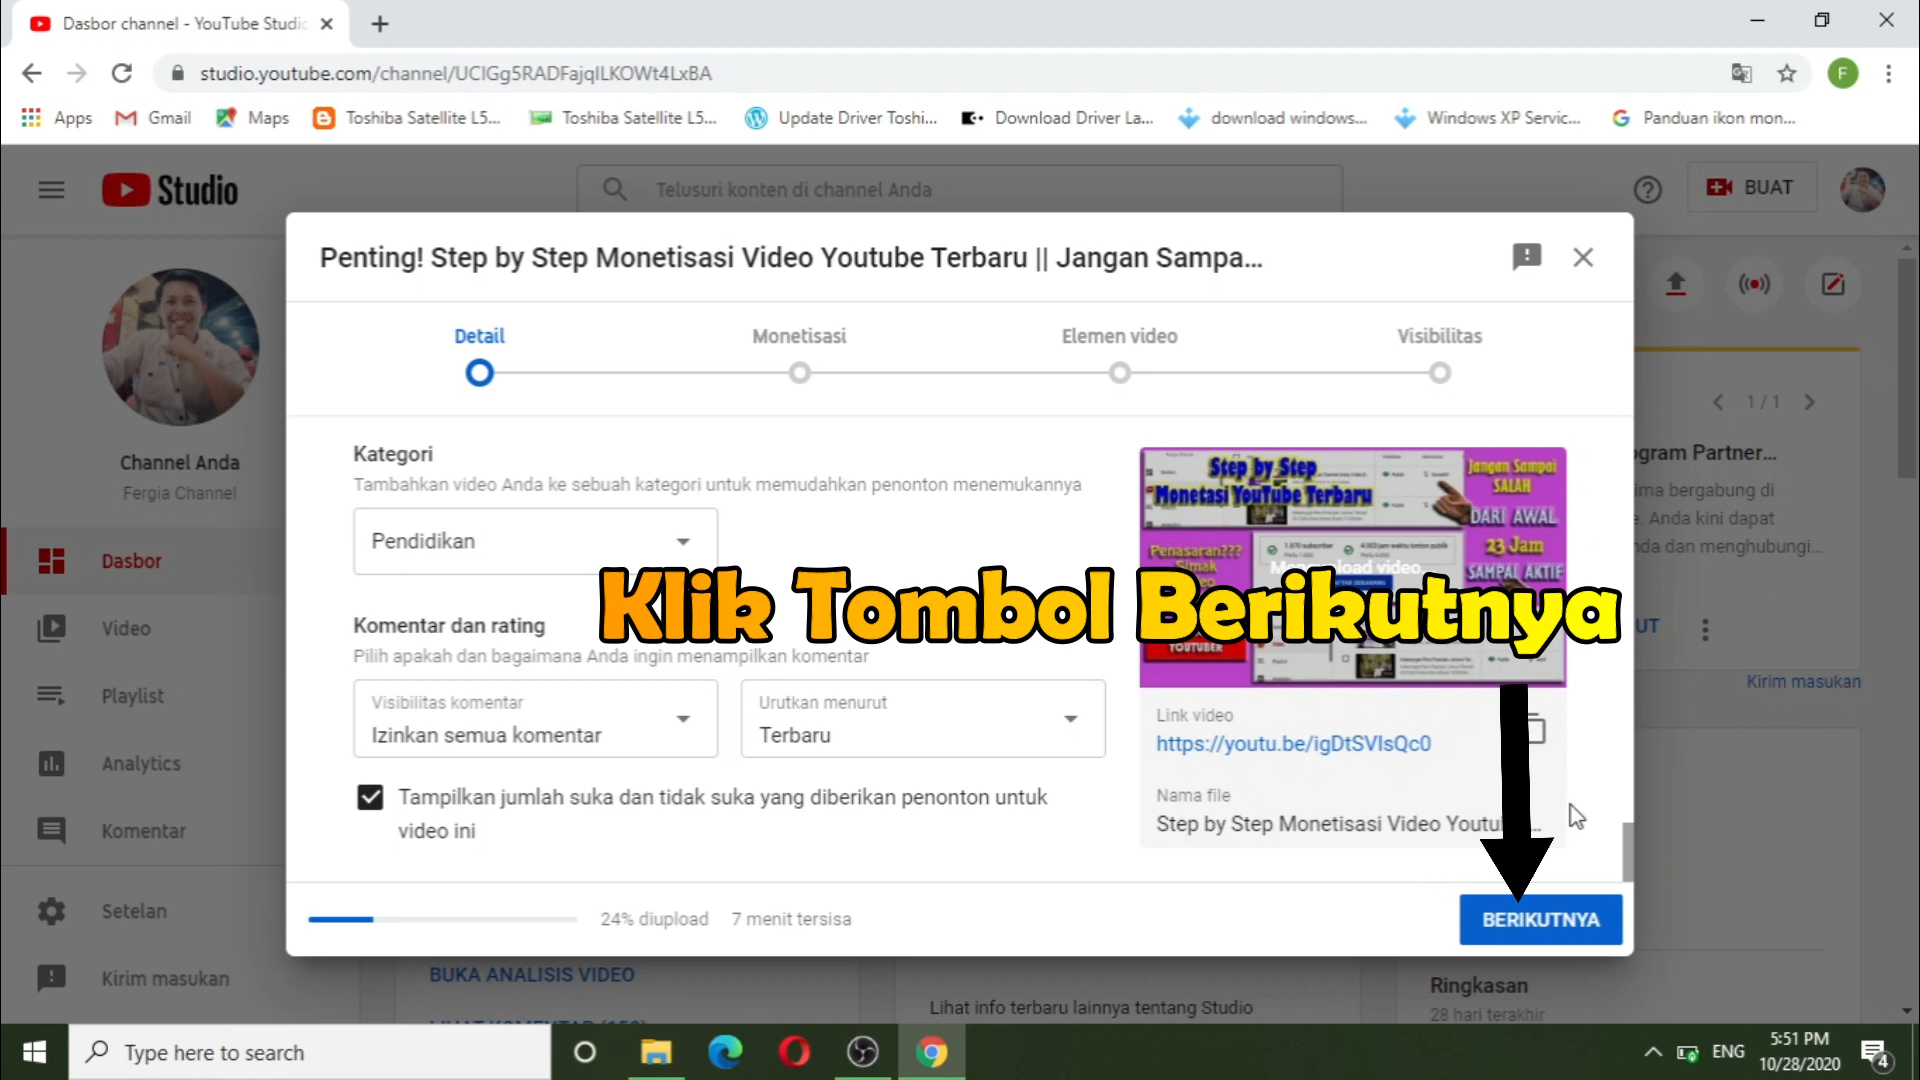 Dasbor channel - YouTube Studio
studio.youtube.com/channel/UCIGg5RADFajqILKOWt4LxBA
F
Apps
Gmail
Maps
Toshiba Satellite L5...
Toshiba Satellite L5...
Update Driver Toshi...
Download Driver La...
download windows...
Windows XP Servic...
Panduan ikon mon...
Studio
Telusuri konten di channel Anda
BUAT
Penting! Step by Step Monetisasi Video Youtube Terbaru || Jangan Sampa...
Detail
Monetisasi
Elemen video
Visibilitas
Channel Anda
Fergia Channel
Dasbor
Video
Playlist
Analytics
Komentar
Setelan
Kirim masukan
Kategori
Tambahkan video Anda ke sebuah kategori untuk memudahkan penonton menemukannya
Pendidikan
Komentar dan rating
Pilih apakah dan bagaimana Anda ingin menampilkan komentar
Visibilitas komentar
Izinkan semua komentar
Urutkan menurut
Terbaru
Tampilkan jumlah suka dan tidak suka yang diberikan penonton untuk
video ini
Step by Step
Monetasi YouTube Terbaru
Jangan Sampai
SALAH
DARI AWAL
23 Jam
SAMPAI AKTIF
Penasaran???
Simak
YOUTUBER
Klik Tombol Berikutnya
Link video
https://youtu.be/igDtSVIsQc0
Nama file
Step by Step Monetisasi Video Youtu...
24% diupload
7 menit tersisa
BERIKUTNYA
1 / 1
ogram Partner...
ima bergabung di
e. Anda kini dapat
nda dan menghubungi...
UT
Kirim masukan
BUKA ANALISIS VIDEO
Lihat info terbaru lainnya tentang Studio
Ringkasan
28 hari terakhir
Type here to search
ENG
5:51 PM
10/28/2020
4